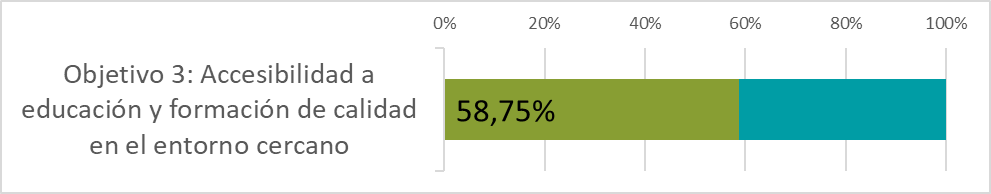 0% 20% 40% 60% 80% 100%
Objetivo 3: Accesibilidad a
educación y formación de calidad
en el entorno cercano
58,75%